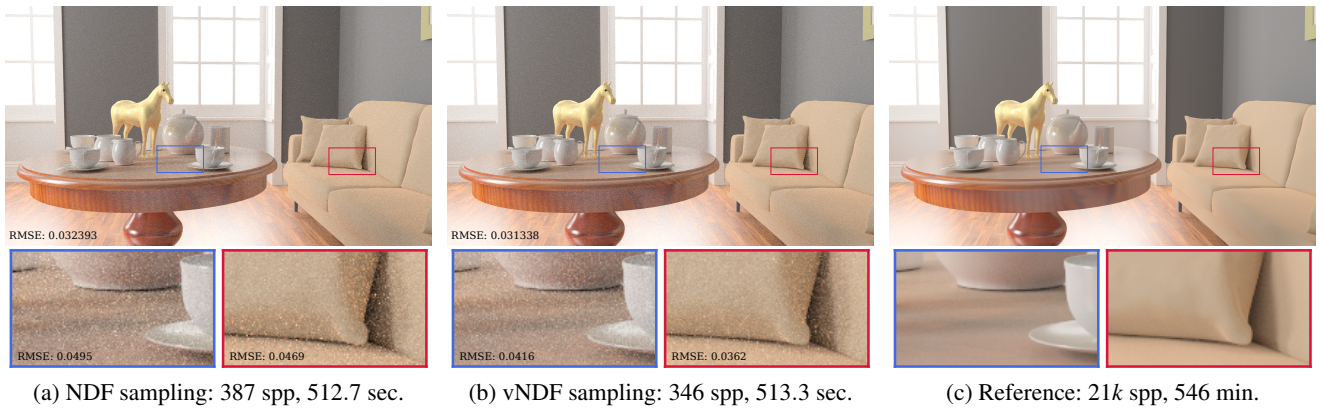 RMSE: 0.032393
RMSE: 0.031338
RMSE: 0.0495
RMSE: 0.0469
RMSE: 0.0416
RMSE: 0.0362
(a) NDF sampling: 387 spp, 512.7 sec.
(b) vNDF sampling: 346 spp, 513.3 sec.
(c) Reference: 21k spp, 546 min.